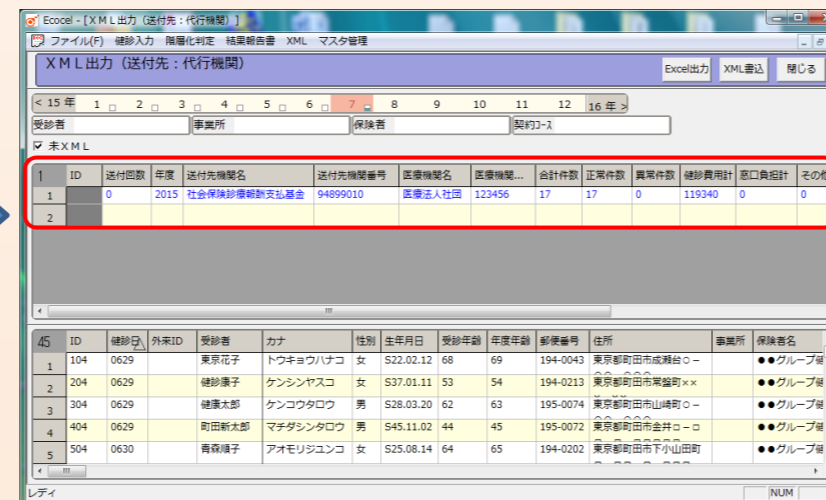 Ecocel - [ＸＭＬ出力（送付先：代行機関）]
ファイル(F) 健診入力 階層化判定 結果報告書 XML マスタ管理
ＸＭＬ出力（送付先：代行機関） Excel出力 XML書込 閉じる
< 15 年 1 2 3 4 5 6 7 8 9 10 11 12 16 年 >
受診者 事業所 保険者 契約ｺｰｽ
未ＸＭＬ
1 ID 送付回数 年度 送付先機関名 送付先機関番号 医療機関名 医療機関... 合計件数 正常件数 異常件数 健診費用計 窓口負担計 その他
1 0 2015 社会保険診療報酬支払基金 94899010 医療法人社団 123456 17 17 0 119340 0 0
2
45 ID 健診日 外来ID 受診者 カナ 性別 生年月日 受診年齢 年度年齢 郵便番号 住所 事業所 保険者名
1 104 0629 東京花子 トウキョウハナコ 女 S22.02.12 68 69 194-0043 東京都町田市成瀬台○－ ●●グループ健
2 204 0629 健診康子 ケンシンヤスコ 女 S37.01.11 53 54 194-0213 東京都町田市常盤町×× ●●グループ健
3 304 0629 健康太郎 ケンコウタロウ 男 S28.03.20 62 63 195-0074 東京都町田市山崎町○－ ●●グループ健
4 404 0629 町田新太郎 マチダシンタロウ 男 S45.11.02 44 45 195-0072 東京都町田市金井□－□ ●●グループ健
5 504 0630 青森順子 アオモリジュンコ 女 S25.08.14 64 65 194-0202 東京都町田市下小山田町 ●●グループ健
レディ NUM